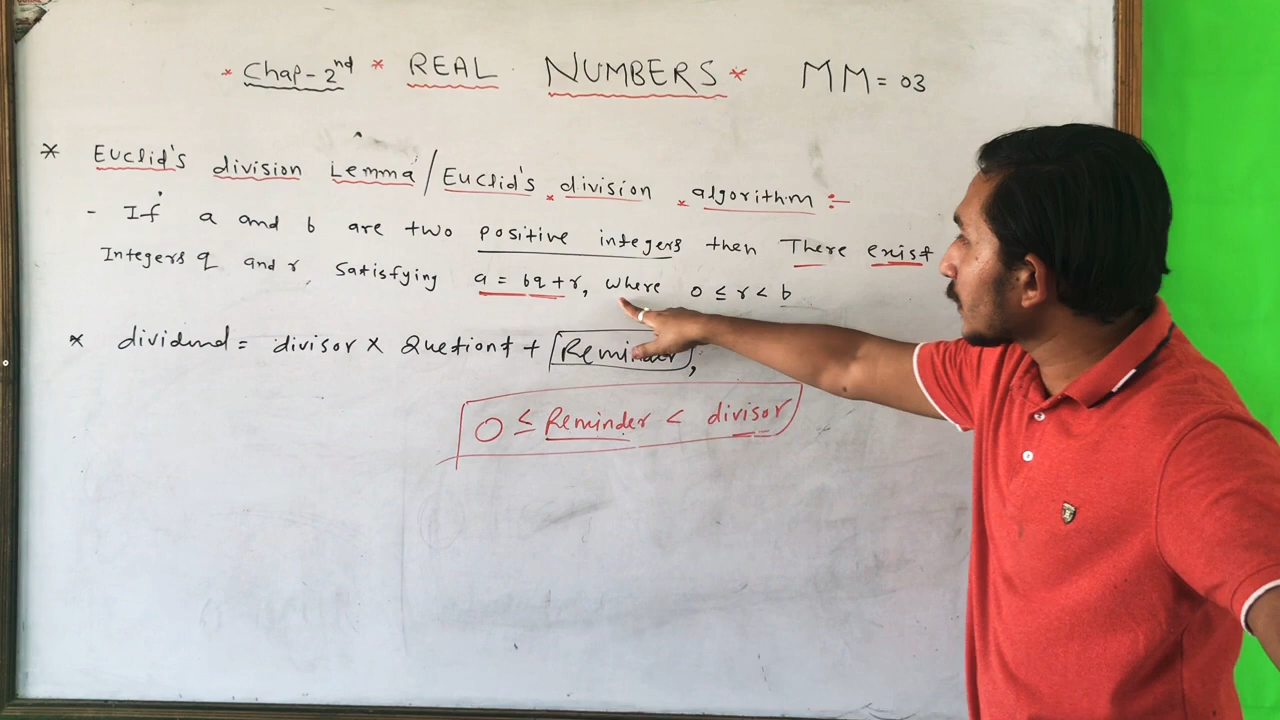 * Chap-2nd * REAL NUMBERS * MM = 03
* Euclid's division Lemma / Euclid's division algorithm :-
- If a and b are two positive integers then There exist
Integers q and r, Satisfying a = bq + r, where 0 ≤ r < b
* dividend = divisor × Quetiont + Reminder,
0 ≤ Reminder < divisor